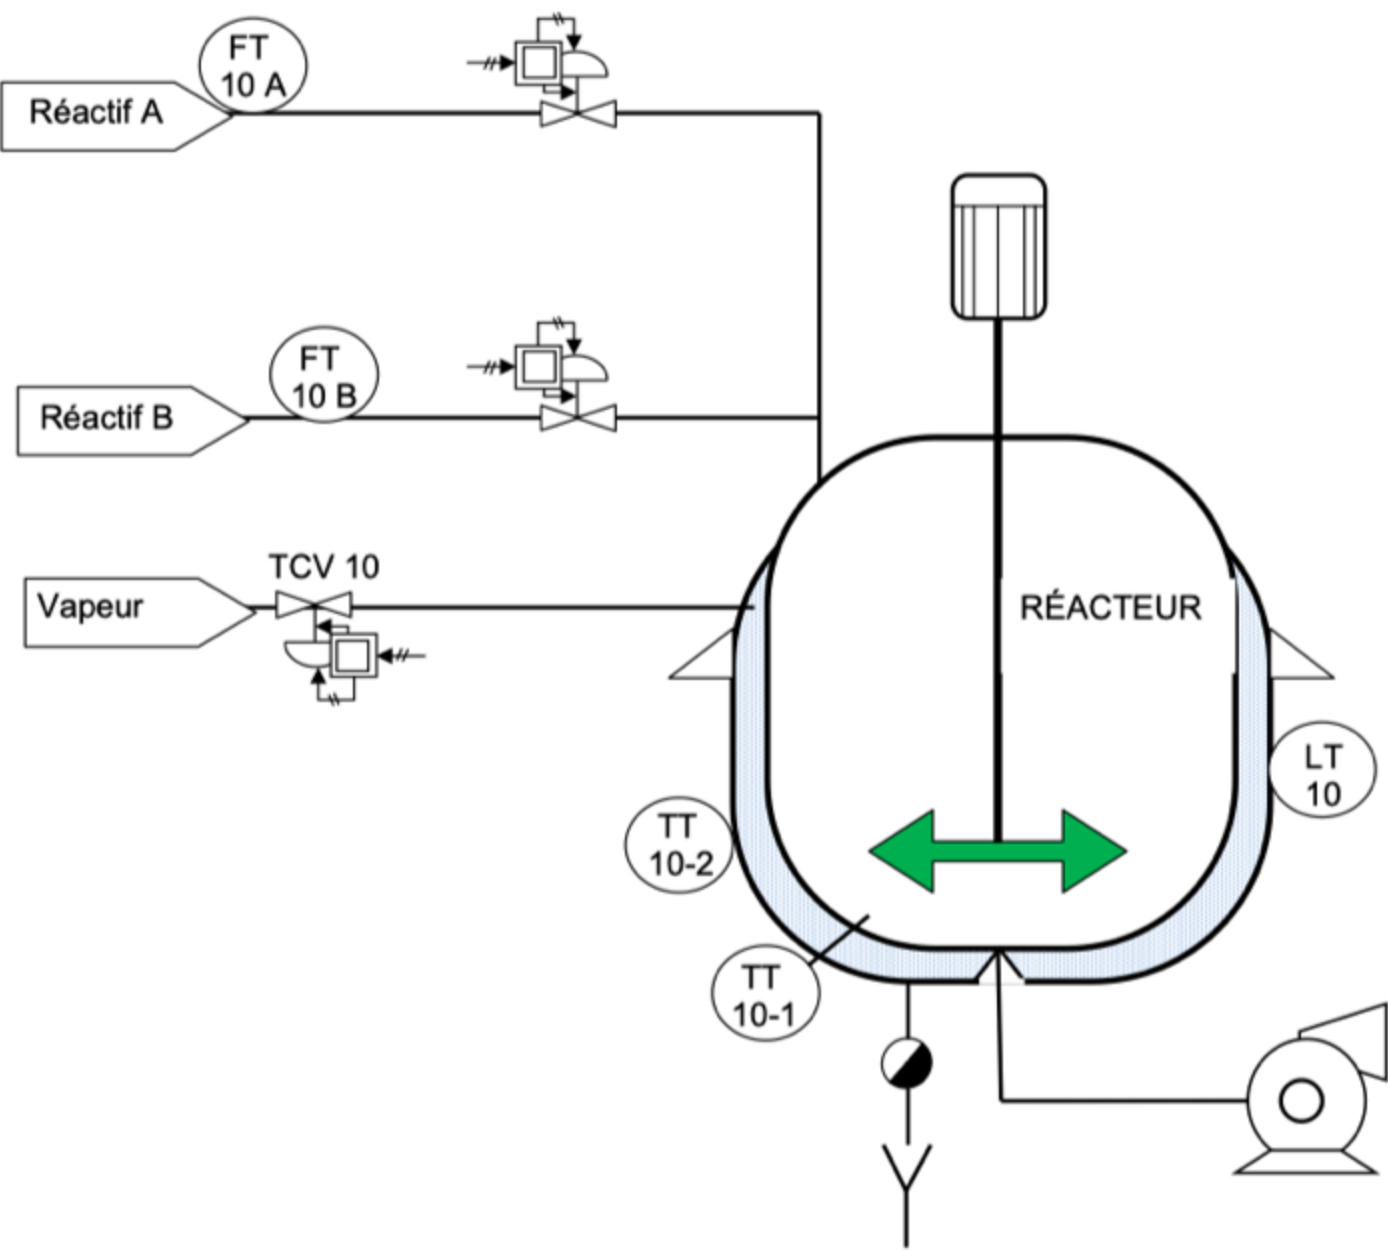 FT
10 A
Réactif A
FT
10 B
Réactif B
TCV 10
Vapeur
RÉACTEUR
LT
10
TT
10-2
TT
10-1